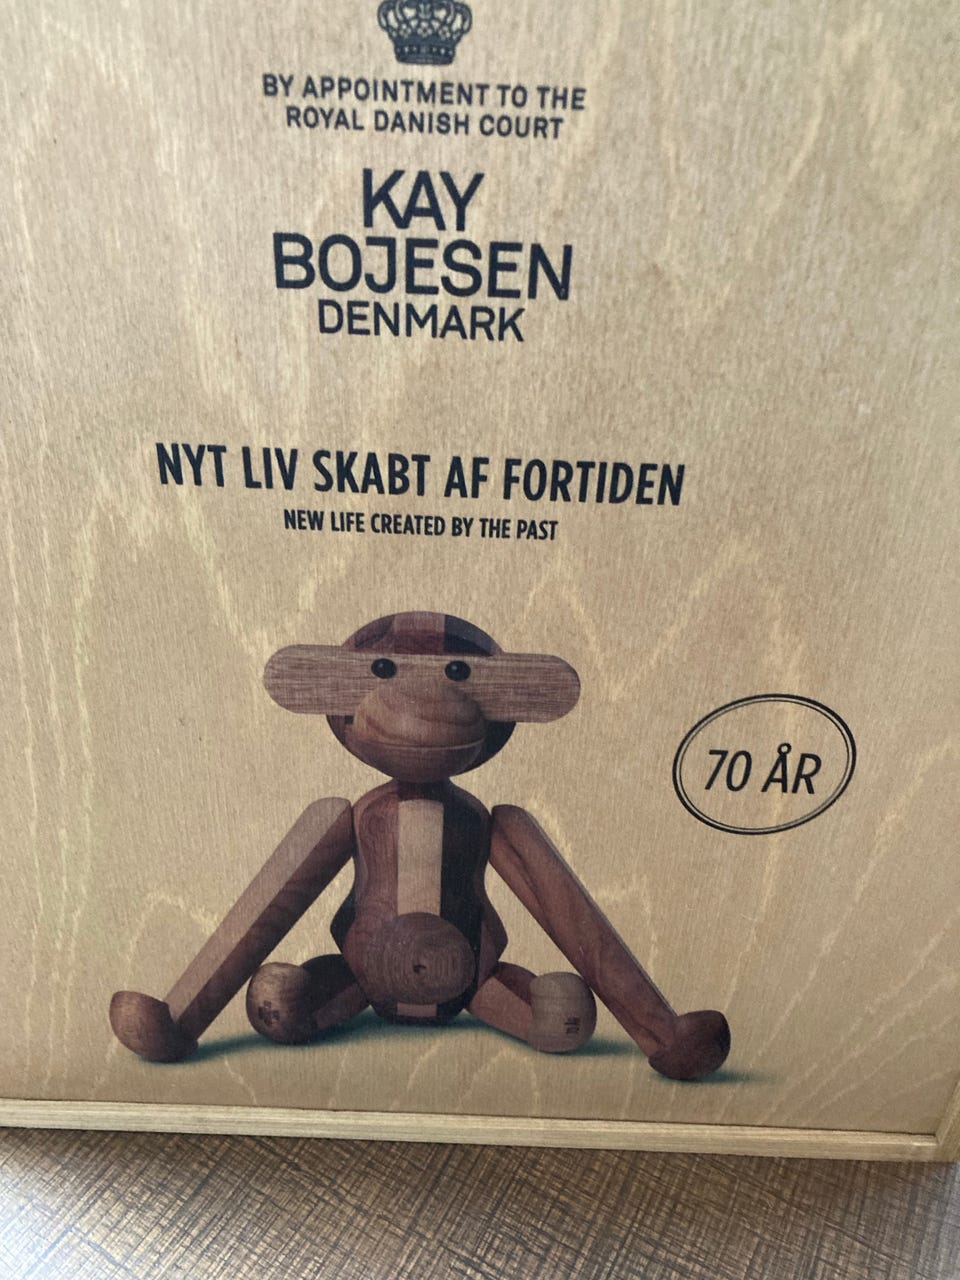 BY APPOINTMENT TO THE
ROYAL DANISH COURT
KAY
BOJESEN
DENMARK
NYT LIV SKABT AF FORTIDEN
NEW LIFE CREATED BY THE PAST
70 ÅR